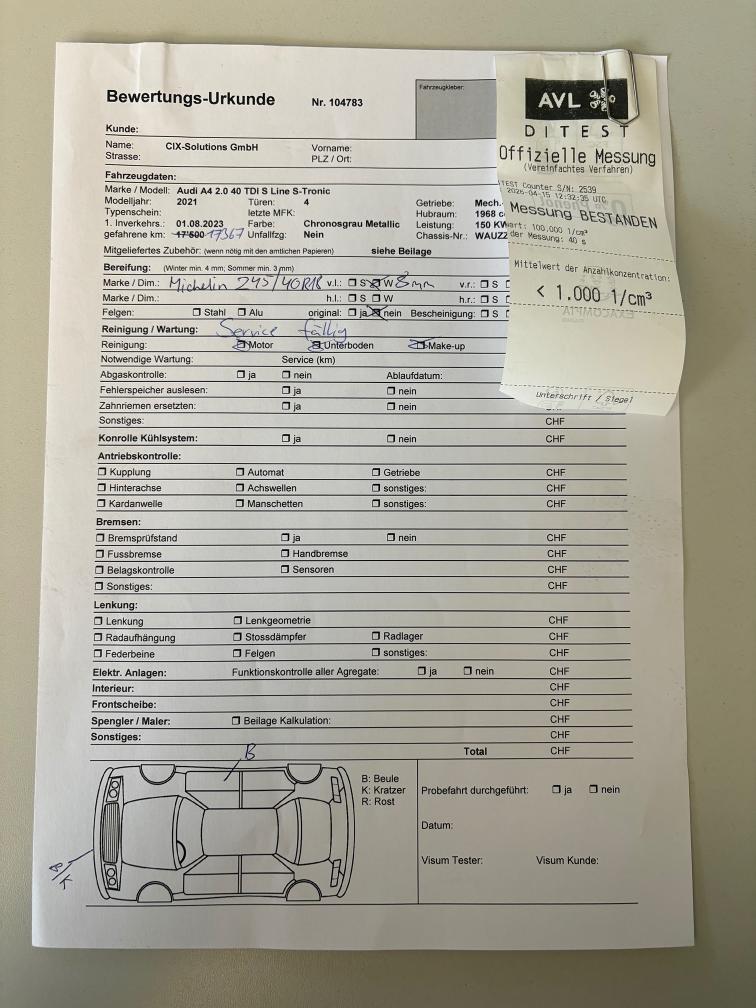 Bewertungs-Urkunde Nr. 104783
Fahrzeugkleber:
Kunde:
Name: CIX-Solutions GmbH Vorname:
Strasse: PLZ / Ort:
Fahrzeugdaten:
Marke / Modell: Audi A4 2.0 40 TDI S Line S-Tronic
Modelljahr: 2021 Türen: 4 Getriebe: Mech.
Typenschein: letzte MFK: Hubraum: 1968
1. Inverkehrs.: 01.08.2023 Farbe: Chronosgrau Metallic Leistung: 150 KW
gefahrene km: 17'500 17367 Unfallfzg: Nein Chassis-Nr.: WAUZZ
Mitgeliefertes Zubehör: (wenn nötig mit den amtlichen Papieren) siehe Beilage
Bereifung: (Winter min. 4 mm; Sommer min. 3 mm)
Marke / Dim.: Michelin 245/40R18 v.l.: S W 8mm v.r.: S
Marke / Dim.: h.l.: S W h.r.: S
Felgen: Stahl Alu original: ja nein Bescheinigung: S
Reinigung / Wartung: Service fällig
Reinigung: Motor Unterboden Make-up
Notwendige Wartung: Service (km)
Abgaskontrolle: ja nein Ablaufdatum:
Fehlerspeicher auslesen: ja nein
Zahnriemen ersetzten: ja nein
Sonstiges: CHF
Konrolle Kühlsystem: ja nein CHF
Antriebskontrolle:
Kupplung Automat Getriebe CHF
Hinterachse Achswellen sonstiges: CHF
Kardanwelle Manschetten sonstiges: CHF
Bremsen:
Bremsprüfstand ja nein CHF
Fussbremse Handbremse CHF
Belagskontrolle Sensoren CHF
Sonstiges: CHF
Lenkung:
Lenkung Lenkgeometrie CHF
Radaufhängung Stossdämpfer Radlager CHF
Federbeine Felgen sonstiges: CHF
Elektr. Anlagen: Funktionskontrolle aller Agregate: ja nein CHF
Interieur: CHF
Frontscheibe: CHF
Spengler / Maler: Beilage Kalkulation: CHF
Sonstiges: CHF
Total CHF
B
B: Beule
K: Kratzer
R: Rost
B/K
Probefahrt durchgeführt: ja nein
Datum:
Visum Tester: Visum Kunde:
AVL
DITEST
Offizielle Messung
(Vereinfachtes Verfahren)
TEST Counter S/N: 2539
2026-04-15 12:32:35 UTC
Messung BESTANDEN
wert: 100.000 1/cm³
der Messung: 40 s
Mittelwert der Anzahlkonzentration:
< 1.000 1/cm³
Unterschrift / Siegel